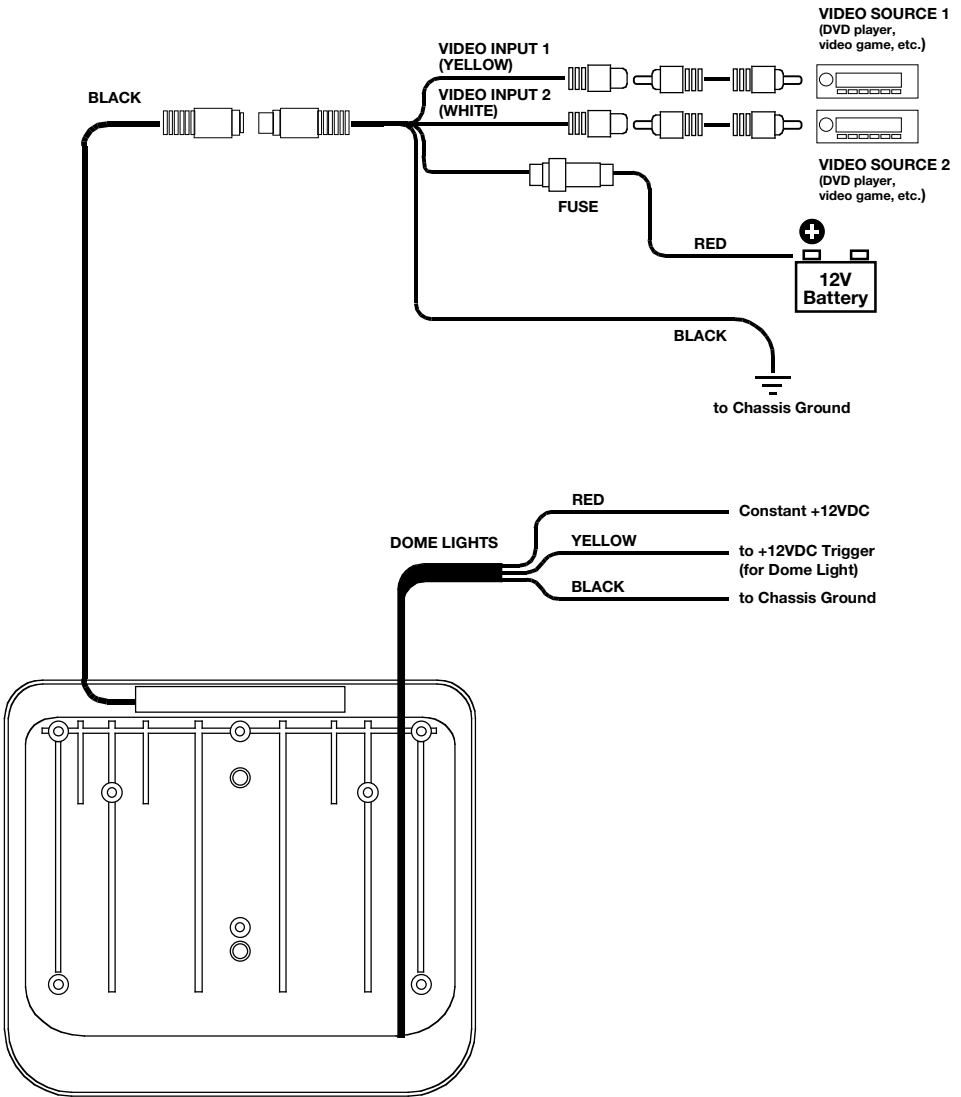 VIDEO SOURCE 1
(DVD player,
video game, etc.)
VIDEO INPUT 1
(YELLOW)
BLACK
VIDEO INPUT 2
(WHITE)
VIDEO SOURCE 2
(DVD player,
video game, etc.)
FUSE
RED
12V
Battery
BLACK
to Chassis Ground
RED
Constant +12VDC
DOME LIGHTS
YELLOW
to +12VDC Trigger
(for Dome Light)
BLACK
to Chassis Ground